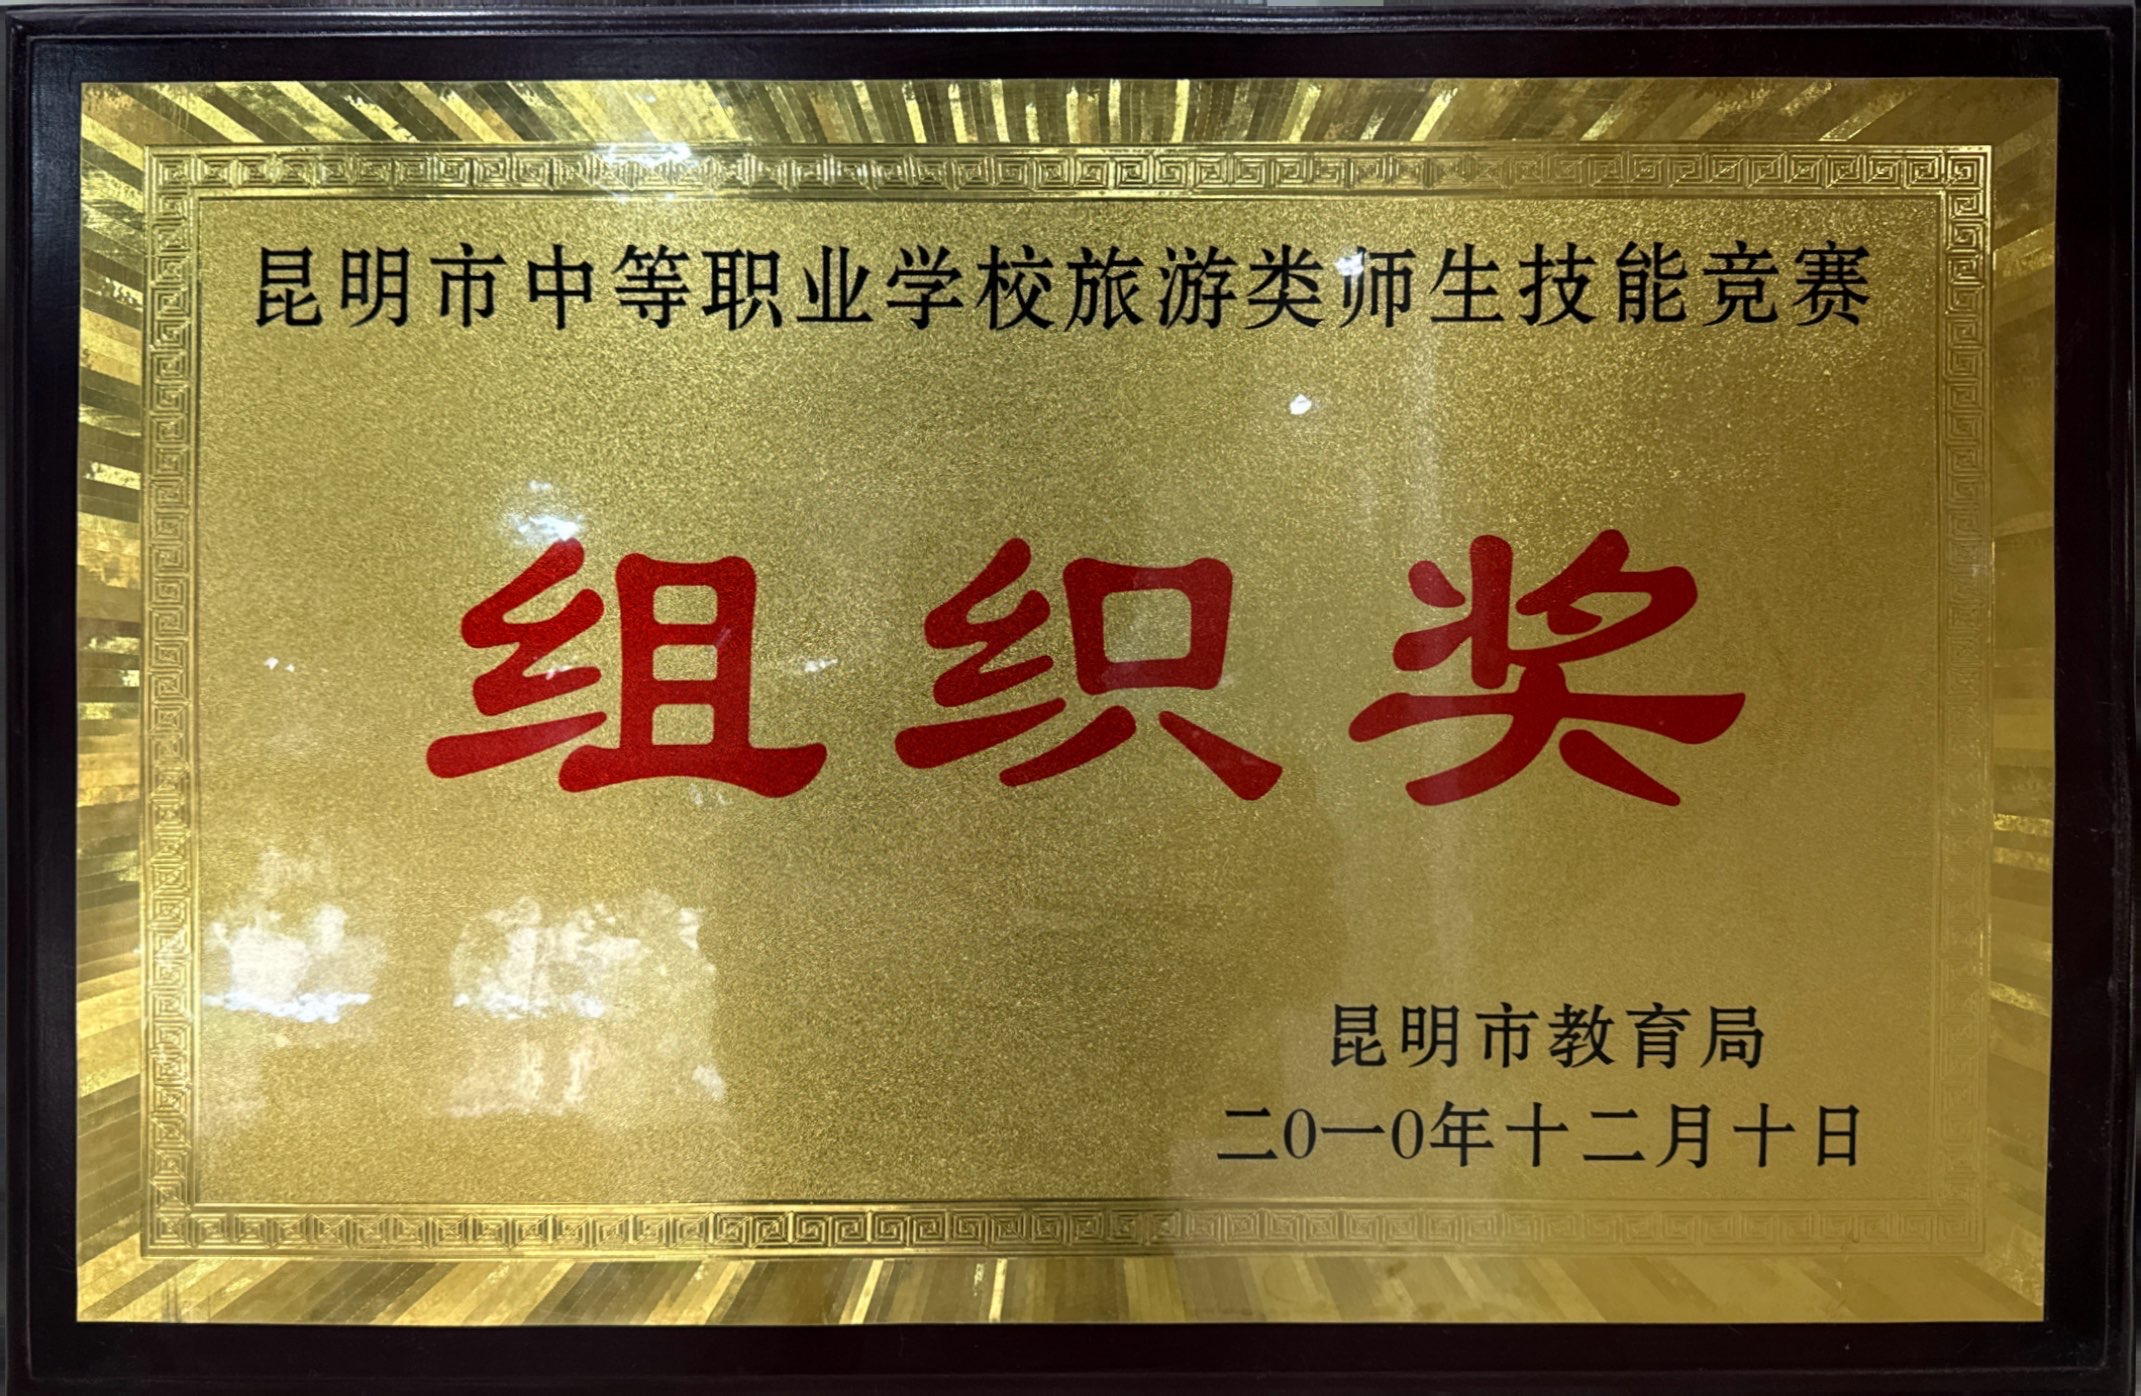 昆明市中等职业学校旅游类师生技能竞赛
组织奖
昆明市教育局
二0一0年十二月十日